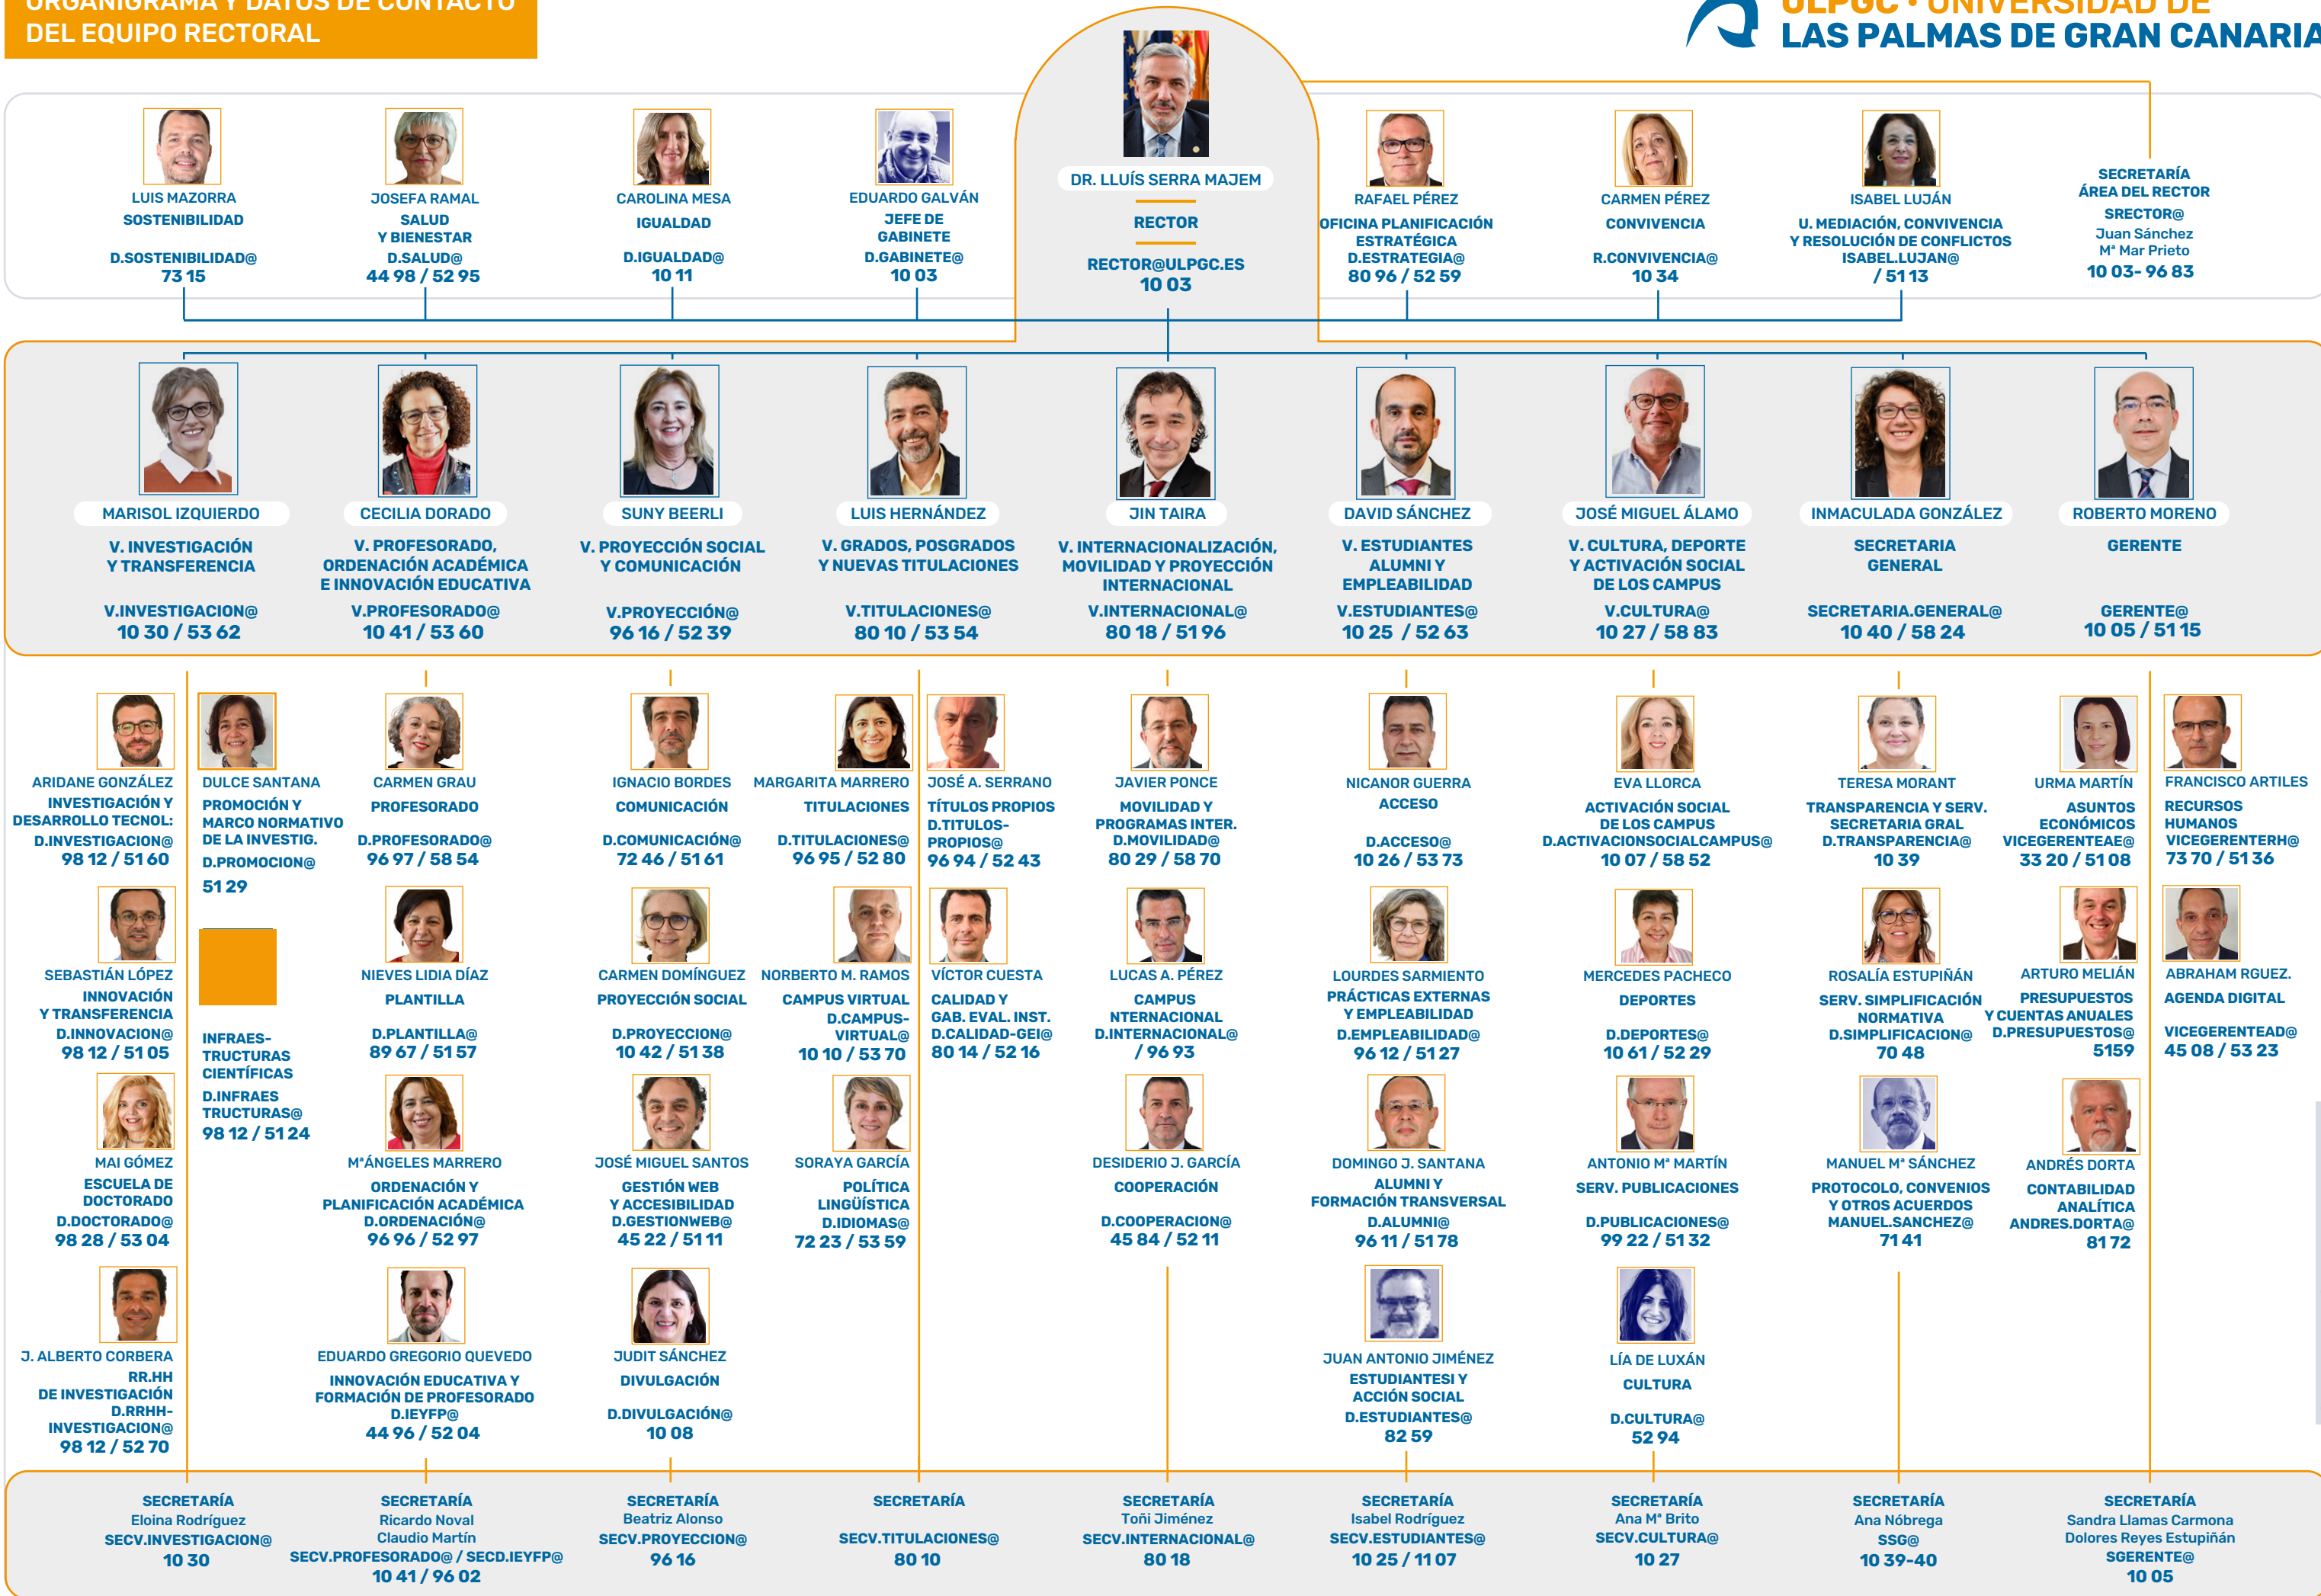 ORGANIGRAMA Y DATOS DE CONTACTO
DEL EQUIPO RECTORAL
ULPGC · UNIVERSIDAD DE
LAS PALMAS DE GRAN CANARIA
LUIS MAZORRA
SOSTENIBILIDAD
D.SOSTENIBILIDAD@
73 15
JOSEFA RAMAL
SALUD
Y BIENESTAR
D.SALUD@
44 98 / 52 95
CAROLINA MESA
IGUALDAD
D.IGUALDAD@
10 11
EDUARDO GALVÁN
JEFE DE
GABINETE
D.GABINETE@
10 03
DR. LLUÍS SERRA MAJEM
RECTOR
RECTOR@ULPGC.ES
10 03
RAFAEL PÉREZ
OFICINA PLANIFICACIÓN
ESTRATÉGICA
D.ESTRATEGIA@
80 96 / 52 59
CARMEN PÉREZ
CONVIVENCIA
R.CONVIVENCIA@
10 34
ISABEL LUJÁN
U. MEDIACIÓN, CONVIVENCIA
Y RESOLUCIÓN DE CONFLICTOS
ISABEL.LUJAN@
/ 51 13
SECRETARÍA
ÁREA DEL RECTOR
SRECTOR@
Juan Sánchez
Mª Mar Prieto
10 03- 96 83
MARISOL IZQUIERDO
V. INVESTIGACIÓN
Y TRANSFERENCIA
V.INVESTIGACION@
10 30 / 53 62
CECILIA DORADO
V. PROFESORADO,
ORDENACIÓN ACADÉMICA
E INNOVACIÓN EDUCATIVA
V.PROFESORADO@
10 41 / 53 60
SUNY BEERLI
V. PROYECCIÓN SOCIAL
Y COMUNICACIÓN
V.PROYECCIÓN@
96 16 / 52 39
LUIS HERNÁNDEZ
V. GRADOS, POSGRADOS
Y NUEVAS TITULACIONES
V.TITULACIONES@
80 10 / 53 54
JIN TAIRA
V. INTERNACIONALIZACIÓN,
MOVILIDAD Y PROYECCIÓN
INTERNACIONAL
V.INTERNACIONAL@
80 18 / 51 96
DAVID SÁNCHEZ
V. ESTUDIANTES
ALUMNI Y
EMPLEABILIDAD
V.ESTUDIANTES@
10 25 / 52 63
JOSÉ MIGUEL ÁLAMO
V. CULTURA, DEPORTE
Y ACTIVACIÓN SOCIAL
DE LOS CAMPUS
V.CULTURA@
10 27 / 58 83
INMACULADA GONZÁLEZ
SECRETARIA
GENERAL
SECRETARIA.GENERAL@
10 40 / 58 24
ROBERTO MORENO
GERENTE
GERENTE@
10 05 / 51 15
ARIDANE GONZÁLEZ
INVESTIGACIÓN Y
DESARROLLO TECNOL:
D.INVESTIGACION@
98 12 / 51 60
DULCE SANTANA
PROMOCIÓN Y
MARCO NORMATIVO
DE LA INVESTIG.
D.PROMOCION@
51 29
CARMEN GRAU
PROFESORADO
D.PROFESORADO@
96 97 / 58 54
IGNACIO BORDES
COMUNICACIÓN
D.COMUNICACIÓN@
72 46 / 51 61
MARGARITA MARRERO
TITULACIONES
D.TITULACIONES@
96 95 / 52 80
JOSÉ A. SERRANO
TÍTULOS PROPIOS
D.TITULOS-
PROPIOS@
96 94 / 52 43
JAVIER PONCE
MOVILIDAD Y
PROGRAMAS INTER.
D.MOVILIDAD@
80 29 / 58 70
NICANOR GUERRA
ACCESO
D.ACCESO@
10 26 / 53 73
EVA LLORCA
ACTIVACIÓN SOCIAL
DE LOS CAMPUS
D.ACTIVACIONSOCIALCAMPUS@
10 07 / 58 52
TERESA MORANT
TRANSPARENCIA Y SERV.
SECRETARIA GRAL
D.TRANSPARENCIA@
10 39
URMA MARTÍN
ASUNTOS
ECONÓMICOS
VICEGERENTEAE@
33 20 / 51 08
FRANCISCO ARTILES
RECURSOS
HUMANOS
VICEGERENTERH@
73 70 / 51 36
SEBASTIÁN LÓPEZ
INNOVACIÓN
Y TRANSFERENCIA
D.INNOVACION@
98 12 / 51 05
INFRAES-
TRUCTURAS
CIENTÍFICAS
D.INFRAES
TRUCTURAS@
98 12 / 51 24
NIEVES LIDIA DÍAZ
PLANTILLA
D.PLANTILLA@
89 67 / 51 57
CARMEN DOMÍNGUEZ
PROYECCIÓN SOCIAL
D.PROYECCION@
10 42 / 51 38
NORBERTO M. RAMOS
CAMPUS VIRTUAL
D.CAMPUS-
VIRTUAL@
10 10 / 53 70
VÍCTOR CUESTA
CALIDAD Y
GAB. EVAL. INST.
D.CALIDAD-GEI@
80 14 / 52 16
LUCAS A. PÉREZ
CAMPUS
NTERNACIONAL
D.INTERNACIONAL@
/ 96 93
LOURDES SARMIENTO
PRÁCTICAS EXTERNAS
Y EMPLEABILIDAD
D.EMPLEABILIDAD@
96 12 / 51 27
MERCEDES PACHECO
DEPORTES
D.DEPORTES@
10 61 / 52 29
ROSALÍA ESTUPIÑÁN
SERV. SIMPLIFICACIÓN
NORMATIVA
D.SIMPLIFICACION@
70 48
ARTURO MELIÁN
PRESUPUESTOS
Y CUENTAS ANUALES
D.PRESUPUESTOS@
5159
ABRAHAM RGUEZ.
AGENDA DIGITAL
VICEGERENTEAD@
45 08 / 53 23
MAI GÓMEZ
ESCUELA DE
DOCTORADO
D.DOCTORADO@
98 28 / 53 04
MªÁNGELES MARRERO
ORDENACIÓN Y
PLANIFICACIÓN ACADÉMICA
D.ORDENACIÓN@
96 96 / 52 97
JOSÉ MIGUEL SANTOS
GESTIÓN WEB
Y ACCESIBILIDAD
D.GESTIONWEB@
45 22 / 51 11
SORAYA GARCÍA
POLÍTICA
LINGÜÍSTICA
D.IDIOMAS@
72 23 / 53 59
DESIDERIO J. GARCÍA
COOPERACIÓN
D.COOPERACION@
45 84 / 52 11
DOMINGO J. SANTANA
ALUMNI Y
FORMACIÓN TRANSVERSAL
D.ALUMNI@
96 11 / 51 78
ANTONIO Mª MARTÍN
SERV. PUBLICACIONES
D.PUBLICACIONES@
99 22 / 51 32
MANUEL Mª SÁNCHEZ
PROTOCOLO, CONVENIOS
Y OTROS ACUERDOS
MANUEL.SANCHEZ@
71 41
ANDRÉS DORTA
CONTABILIDAD
ANALÍTICA
ANDRES.DORTA@
81 72
J. ALBERTO CORBERA
RR.HH
DE INVESTIGACIÓN
D.RRHH-
INVESTIGACION@
98 12 / 52 70
EDUARDO GREGORIO QUEVEDO
INNOVACIÓN EDUCATIVA Y
FORMACIÓN DE PROFESORADO
D.IEYFP@
44 96 / 52 04
JUDIT SÁNCHEZ
DIVULGACIÓN
D.DIVULGACIÓN@
10 08
JUAN ANTONIO JIMÉNEZ
ESTUDIANTESI Y
ACCIÓN SOCIAL
D.ESTUDIANTES@
82 59
LÍA DE LUXÁN
CULTURA
D.CULTURA@
52 94
SECRETARÍA
Eloina Rodríguez
SECV.INVESTIGACION@
10 30
SECRETARÍA
Ricardo Noval
Claudio Martín
SECV.PROFESORADO@ / SECD.IEYFP@
10 41 / 96 02
SECRETARÍA
Beatriz Alonso
SECV.PROYECCION@
96 16
SECRETARÍA
SECV.TITULACIONES@
80 10
SECRETARÍA
Toñi Jiménez
SECV.INTERNACIONAL@
80 18
SECRETARÍA
Isabel Rodríguez
SECV.ESTUDIANTES@
10 25 / 11 07
SECRETARÍA
Ana Mª Brito
SECV.CULTURA@
10 27
SECRETARÍA
Ana Nóbrega
SSG@
10 39-40
SECRETARÍA
Sandra Llamas Carmona
Dolores Reyes Estupiñán
SGERENTE@
10 05